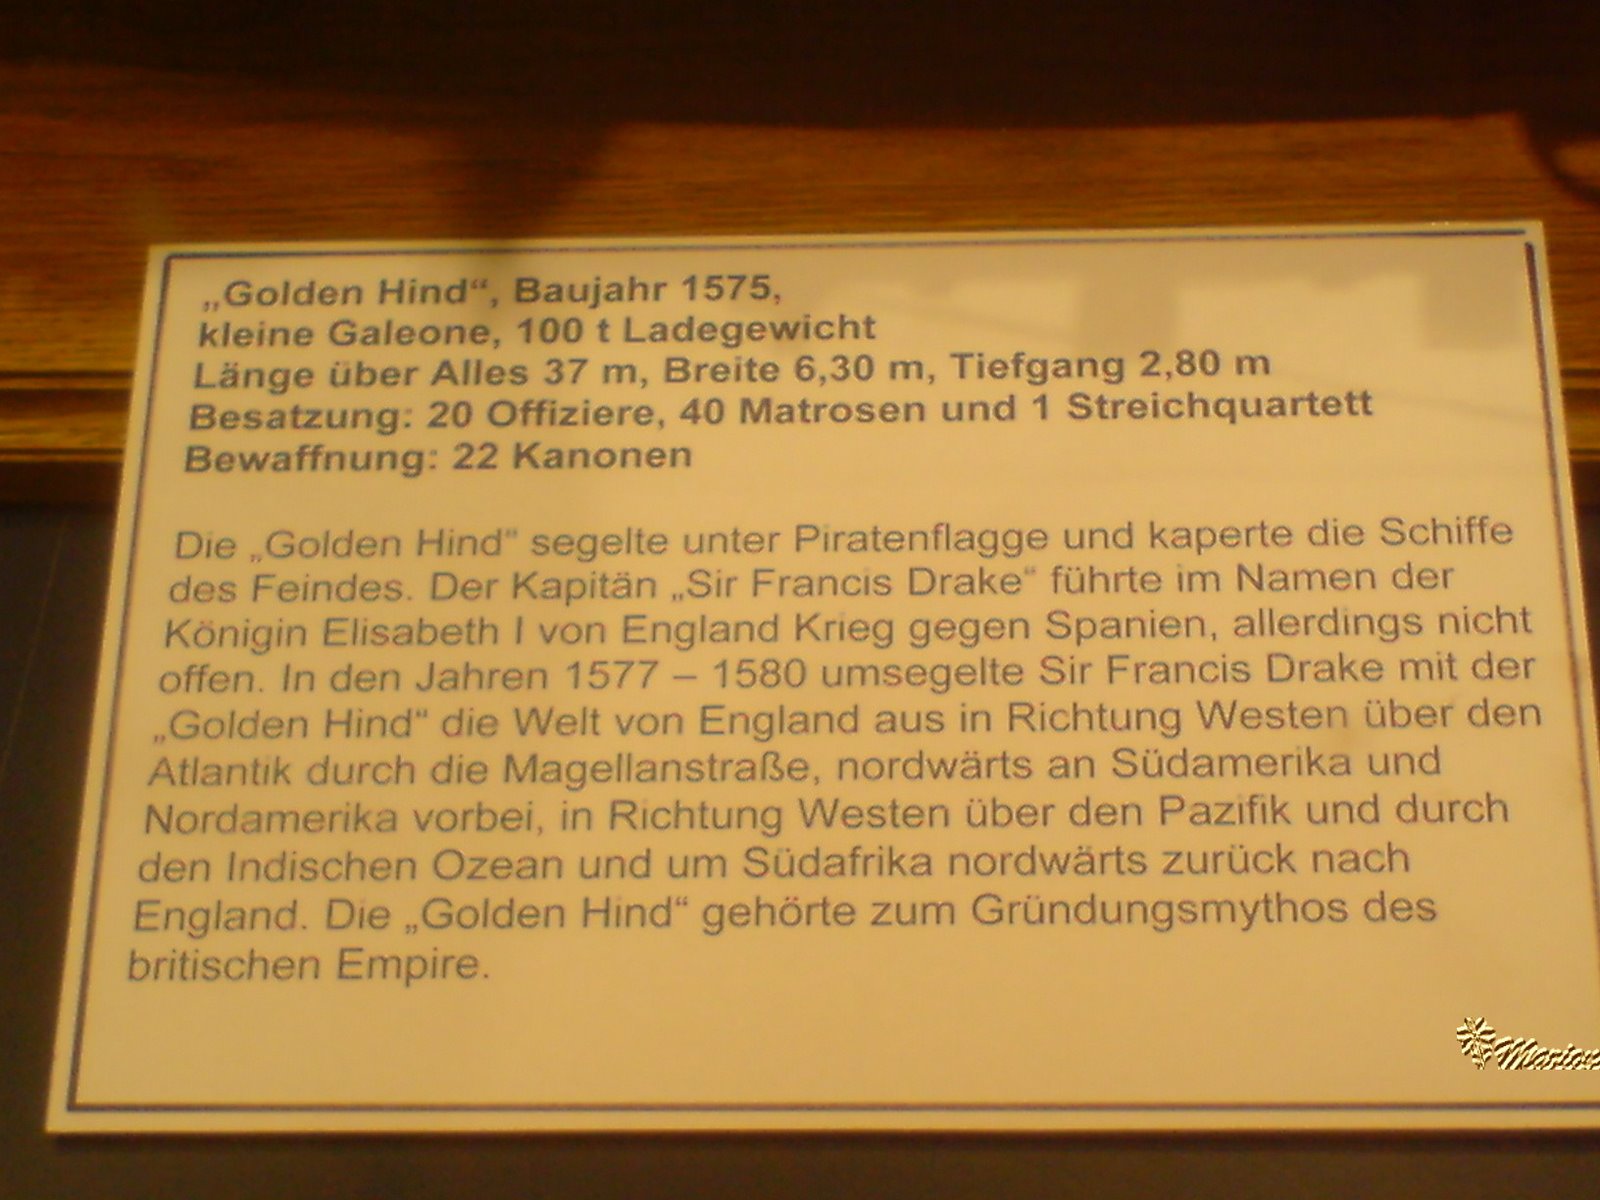 „Golden Hind“, Baujahr 1575,
kleine Galeone, 100 t Ladegewicht
Länge über Alles 37 m, Breite 6,30 m, Tiefgang 2,80 m
Besatzung: 20 Offiziere, 40 Matrosen und 1 Streichquartett
Bewaffnung: 22 Kanonen
Die „Golden Hind“ segelte unter Piratenflagge und kaperte die Schiffe
des Feindes. Der Kapitän „Sir Francis Drake“ führte im Namen der
Königin Elisabeth I von England Krieg gegen Spanien, allerdings nicht
offen. In den Jahren 1577 – 1580 umsegelte Sir Francis Drake mit der
„Golden Hind“ die Welt von England aus in Richtung Westen über den
Atlantik durch die Magellanstraße, nordwärts an Südamerika und
Nordamerika vorbei, in Richtung Westen über den Pazifik und durch
den Indischen Ozean und um Südafrika nordwärts zurück nach
England. Die „Golden Hind“ gehörte zum Gründungsmythos des
britischen Empire.